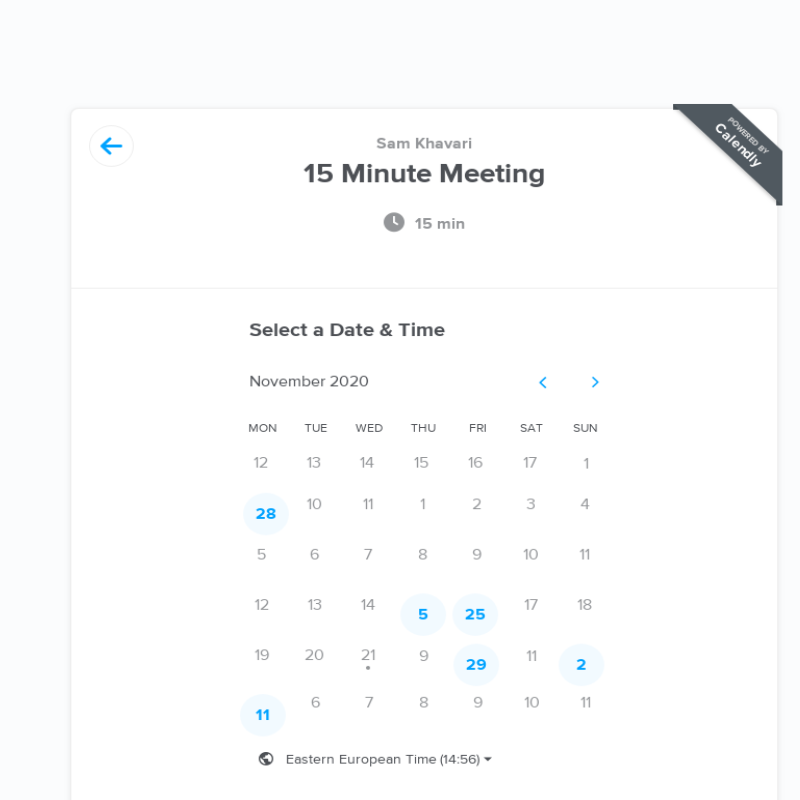 POWERED BY
Calendly
Sam Khavari
15 Minute Meeting
15 min
Select a Date & Time
November 2020
MON TUE WED THU FRI SAT SUN
12 13 14 15 16 17 1
28 10 11 1 2 3 4
5 6 7 8 9 10 11
12 13 14 5 25 17 18
19 20 21 9 29 11 2
11 6 7 8 9 10 11
Eastern European Time (14:56)